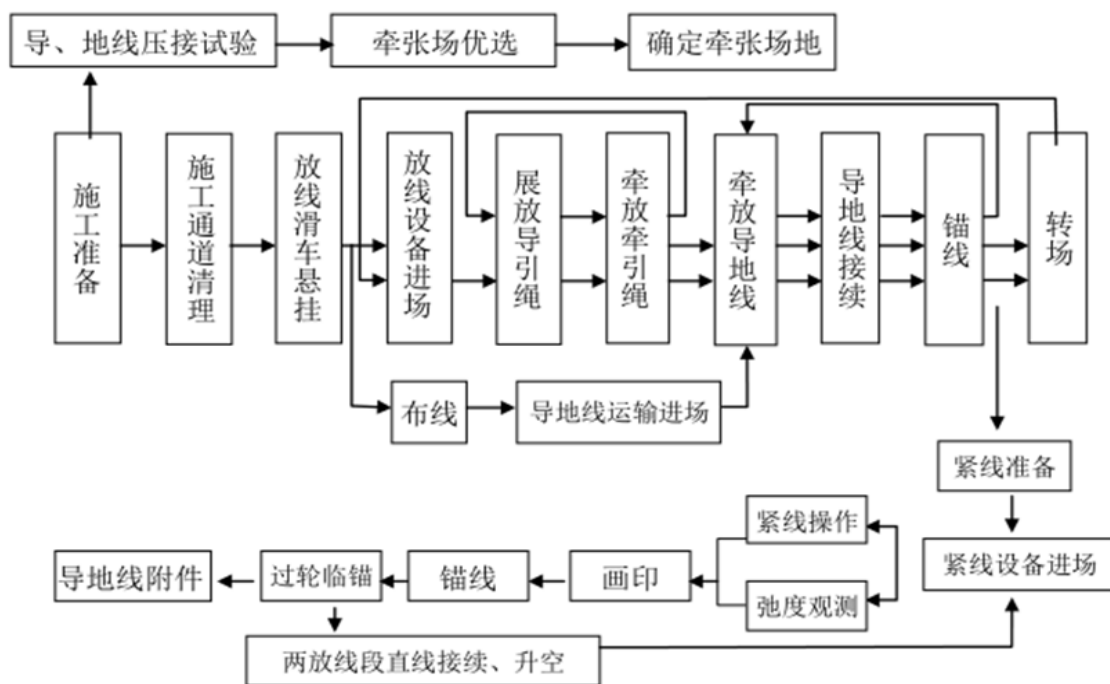 导、地线压接试验
牵张场优选
确定牵张场地
施工准备
施工通道清理
放线滑车悬挂
放线设备进场
展放导引绳
牵放牵引绳
牵放导地线
导地线接续
锚线
转场
布线
导地线运输进场
紧线准备
紧线操作
紧线设备进场
导地线附件
过轮临锚
锚线
画印
弛度观测
两放线段直线接续、升空